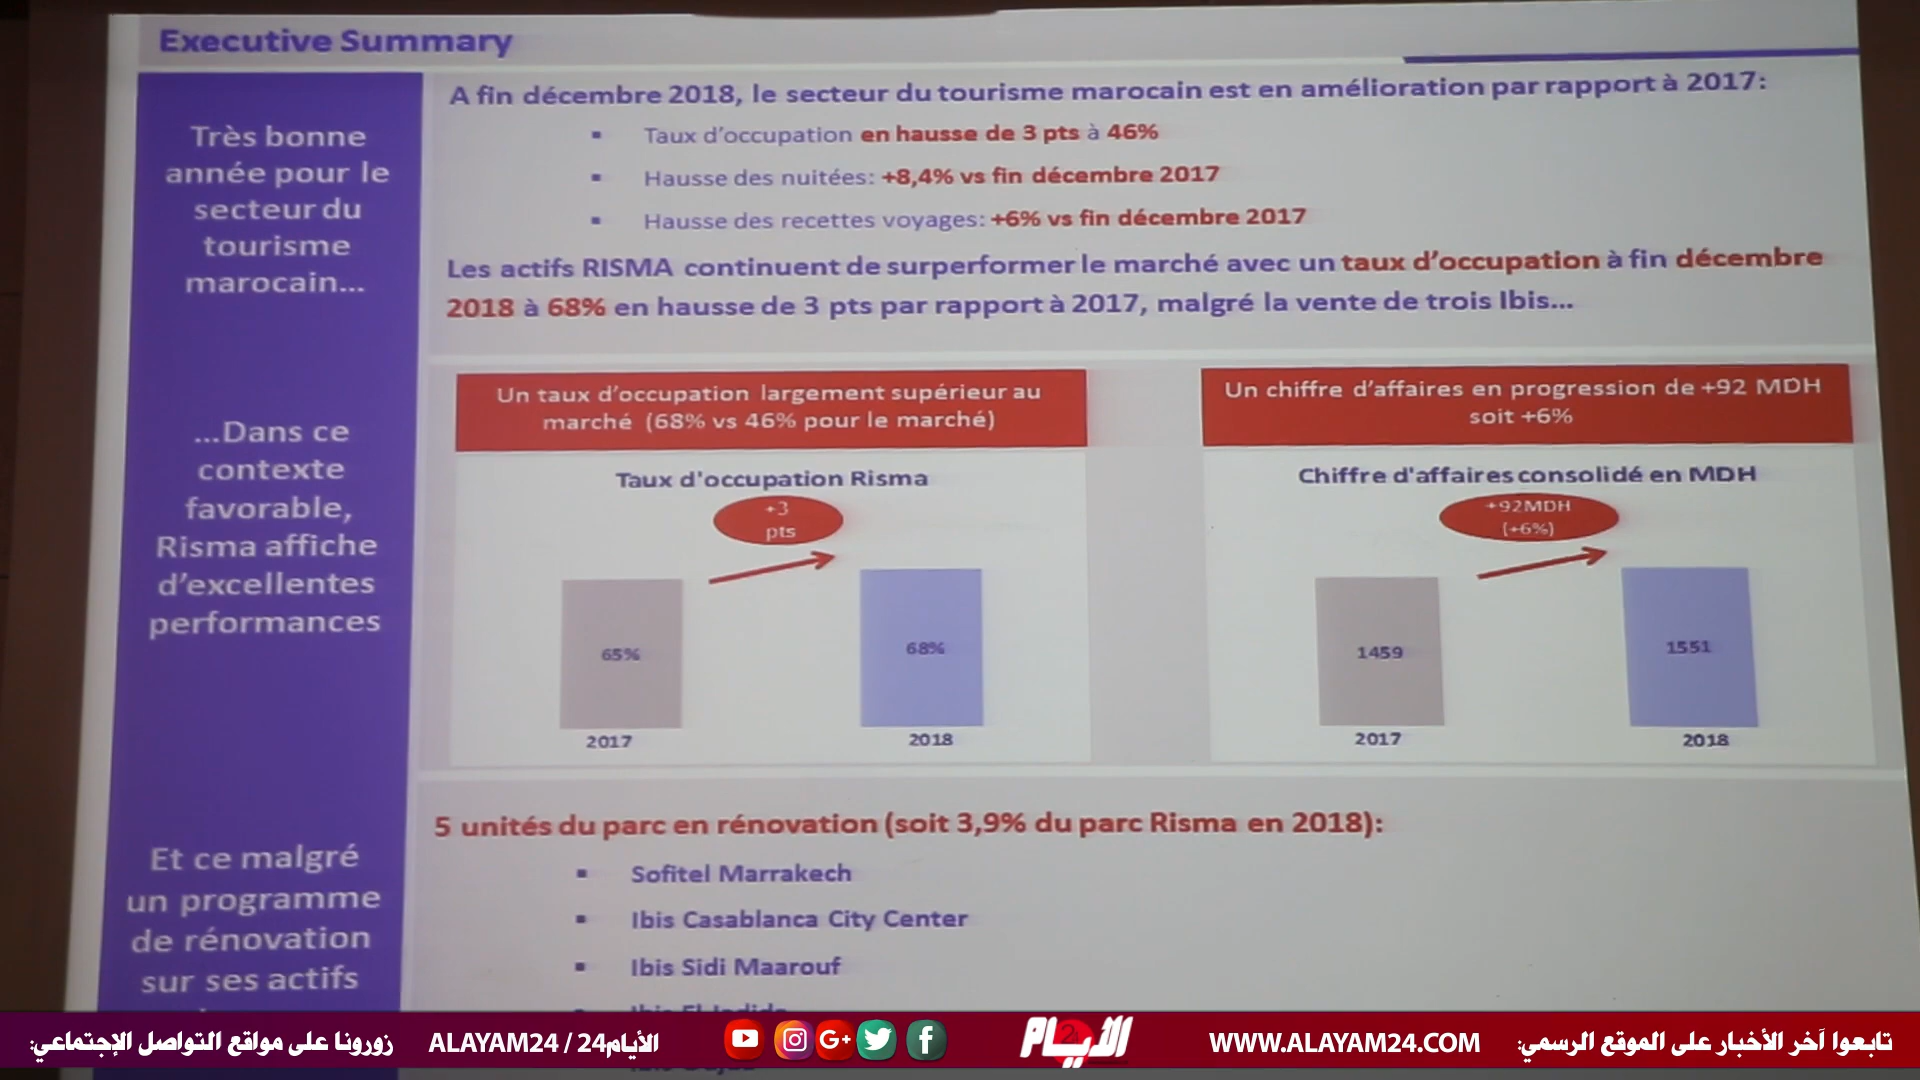 Executive Summary
Très bonne
année pour le
secteur du
tourisme
marocain...
A fin décembre 2018, le secteur du tourisme marocain est en amélioration par rapport à 2017:
▪ Taux d'occupation en hausse de 3 pts à 46%
▪ Hausse des nuitées: +8,4% vs fin décembre 2017
▪ Hausse des recettes voyages: +6% vs fin décembre 2017
Les actifs RISMA continuent de surperformer le marché avec un taux d'occupation à fin décembre
2018 à 68% en hausse de 3 pts par rapport à 2017, malgré la vente de trois Ibis...
...Dans ce
contexte
favorable,
Risma affiche
d'excellentes
performances
Un taux d'occupation largement supérieur au
marché (68% vs 46% pour le marché)
Taux d'occupation Risma
+3
pts
65%
68%
2017
2018
Un chiffre d'affaires en progression de +92 MDH
soit +6%
Chiffre d'affaires consolidé en MDH
+92MDH
(+6%)
1459
1551
2017
2018
Et ce malgré
un programme
de rénovation
sur ses actifs
5 unités du parc en rénovation (soit 3,9% du parc Risma en 2018):
▪ Sofitel Marrakech
▪ Ibis Casablanca City Center
▪ Ibis Sidi Maarouf
زورونا على مواقع التواصل الإجتماعي:
ALAYAM24 / الأيام24
G+
الأيام 24
WWW.ALAYAM24.COM
تابعوا آخر الأخبار على الموقع الرسمي: